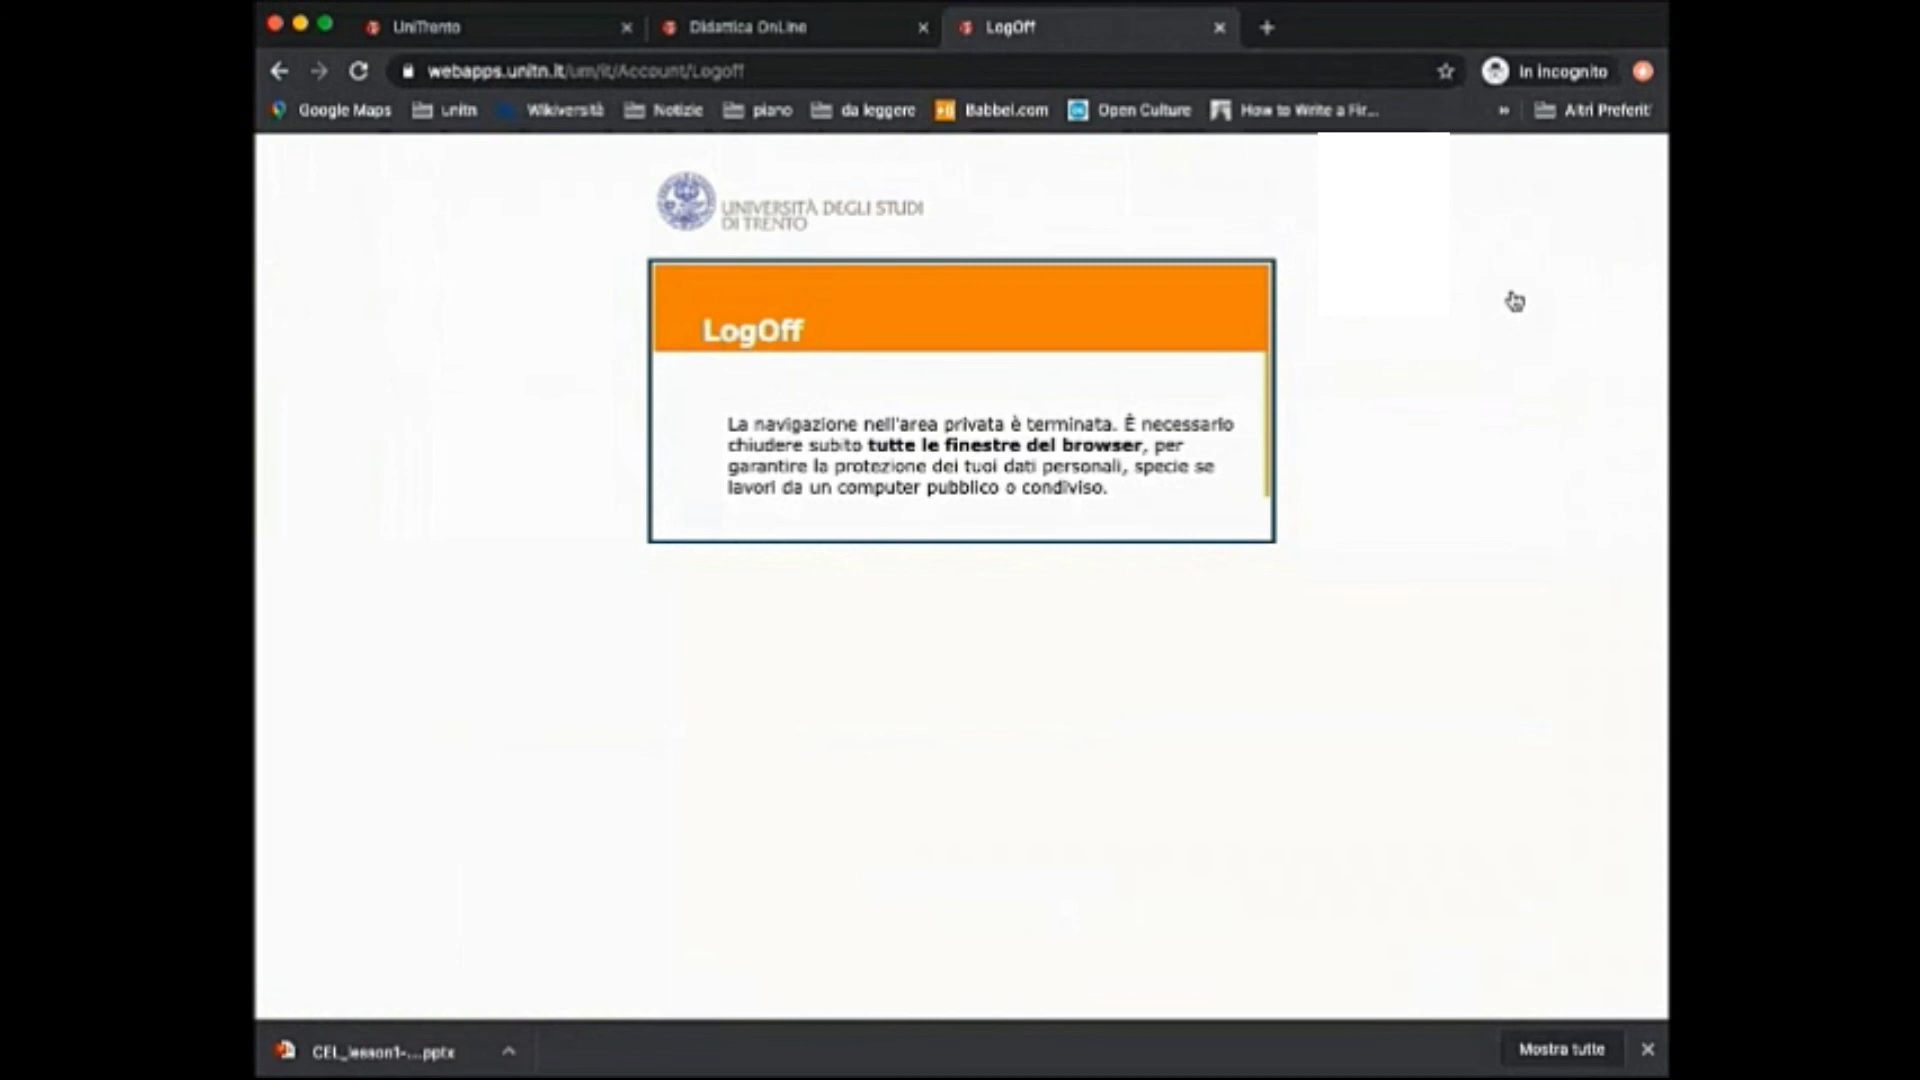 UniTrento
Didattica OnLine
LogOff
webapps.unitn.it/um/it/Account/Logoff
In incognito
Google Maps
unitn
Wikiversità
Notizie
piano
da leggere
Babbel.com
Open Culture
How to Write a Fir...
»
Altri Preferiti
UNIVERSITÀ DEGLI STUDI
DI TRENTO
LogOff
La navigazione nell'area privata è terminata. È necessario
chiudere subito tutte le finestre del browser, per
garantire la protezione dei tuoi dati personali, specie se
lavori da un computer pubblico o condiviso.
CEL_lesson1-...pptx
Mostra tutte